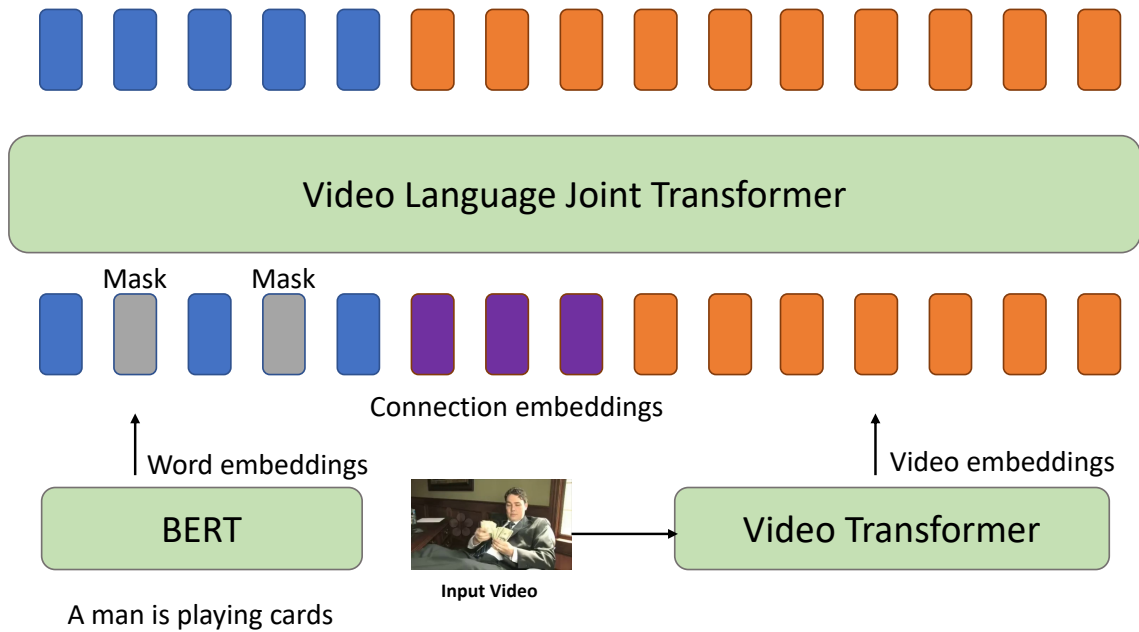 Video Language Joint Transformer
Mask Mask
Connection embeddings
Word embeddings
Video embeddings
BERT
Video Transformer
Input Video
A man is playing cards